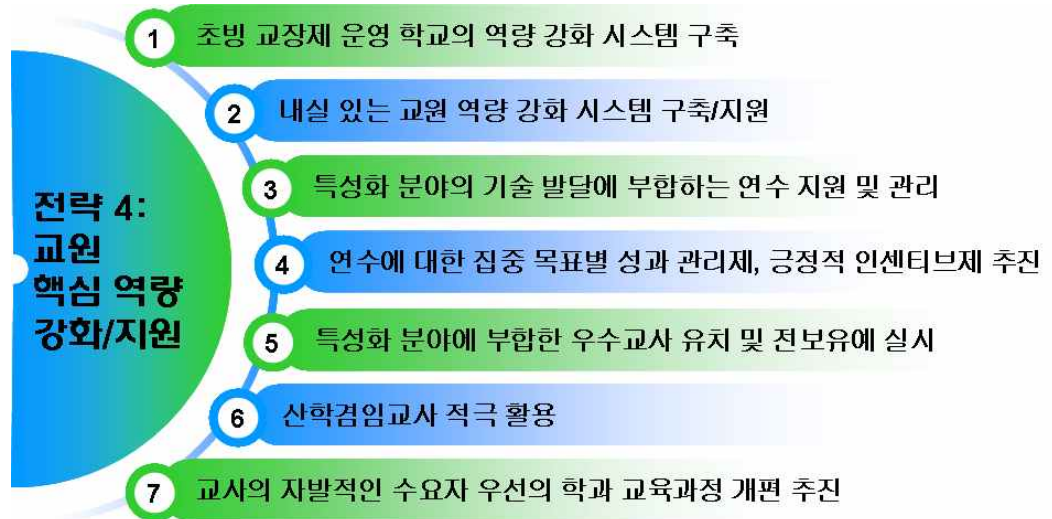 1 초빙 교장제 운영 학교의 역량 강화 시스템 구축
2 내실 있는 교원 역량 강화 시스템 구축/지원
3 특성화 분야의 기술 발달에 부합하는 연수 지원 및 관리
전략 4:
교원
핵심 역량
강화/지원
4 연수에 대한 집중 목표별 성과 관리제, 긍정적 인센티브제 추진
5 특성화 분야에 부합한 우수교사 유치 및 전보유예 실시
6 산학겸임교사 적극 활용
7 교사의 자발적인 수요자 우선의 학과 교육과정 개편 추진